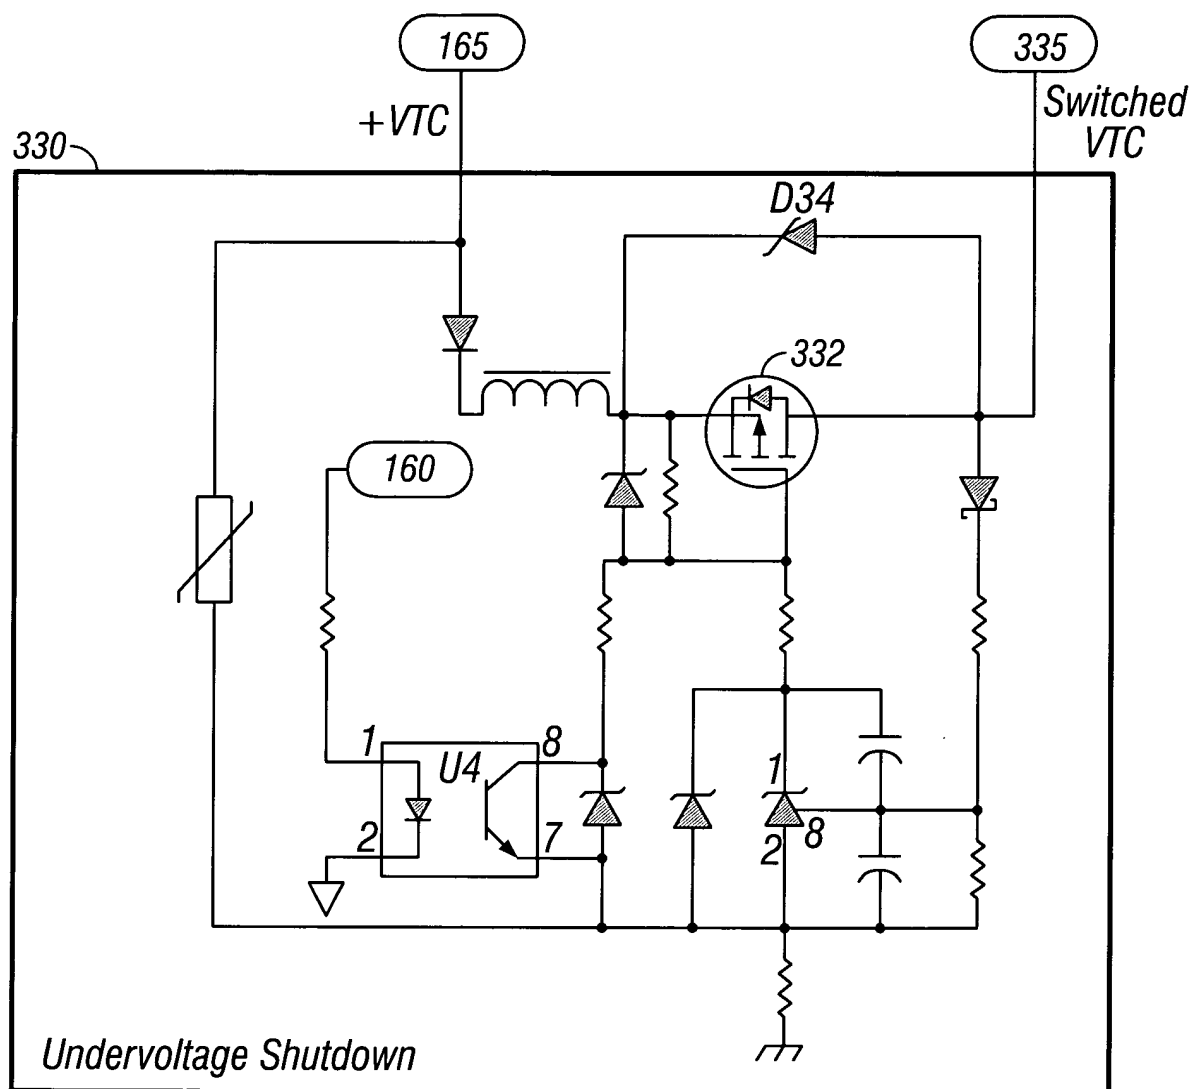 165
335
+VTC
Switched
VTC
330
D34
332
160
1
U4
8
1
2
7
2
8
Undervoltage Shutdown